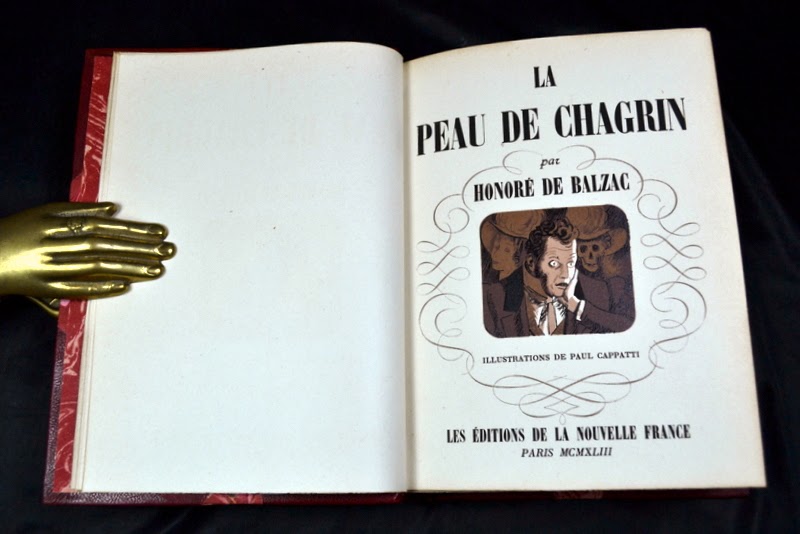 LA
PEAU DE CHAGRIN
par
HONORÉ DE BALZAC
ILLUSTRATIONS DE PAUL CAPPATTI
LES ÉDITIONS DE LA NOUVELLE FRANCE
PARIS MCMXLIII